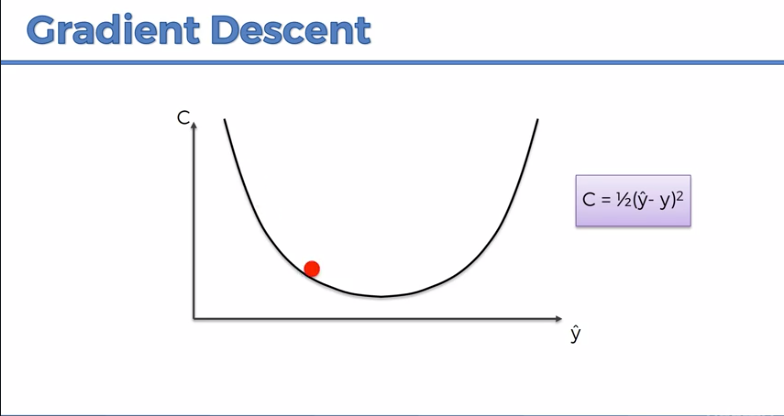 Gradient Descent
C
C = ½(ŷ- y)²
ŷ